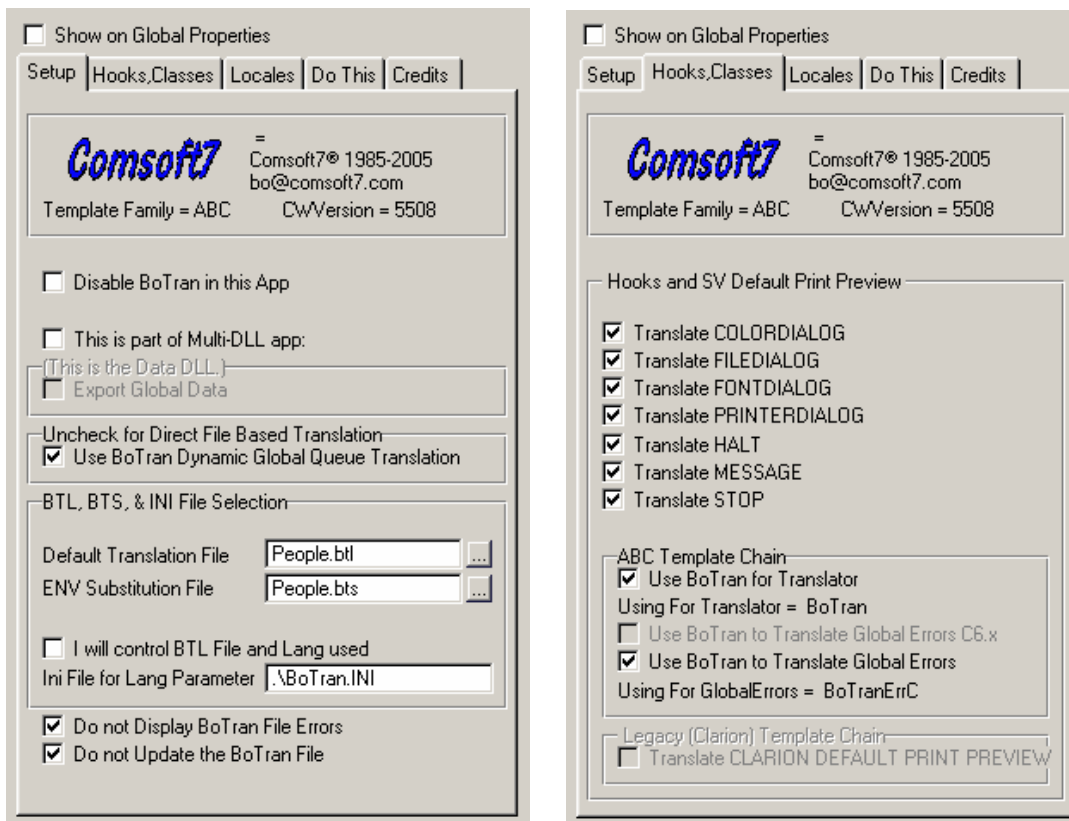 Show on Global Properties
Setup Hooks,Classes Locales Do This Credits
Comsoft7
=
Comsoft7® 1985-2005
bo@comsoft7.com
Template Family = ABC CWVersion = 5508
Disable BoTran in this App
This is part of Multi-DLL app:
(This is the Data DLL.)
Export Global Data
Uncheck for Direct File Based Translation
Use BoTran Dynamic Global Queue Translation
BTL, BTS, & INI File Selection
Default Translation File People.btl ...
ENV Substitution File People.bts ...
I will control BTL File and Lang used
Ini File for Lang Parameter .\BoTran.INI
Do not Display BoTran File Errors
Do not Update the BoTran File
Show on Global Properties
Setup Hooks,Classes Locales Do This Credits
Comsoft7
=
Comsoft7® 1985-2005
bo@comsoft7.com
Template Family = ABC CWVersion = 5508
Hooks and SV Default Print Preview
Translate COLORDIALOG
Translate FILEDIALOG
Translate FONTDIALOG
Translate PRINTERDIALOG
Translate HALT
Translate MESSAGE
Translate STOP
ABC Template Chain
Use BoTran for Translator
Using For Translator = BoTran
Use BoTran to Translate Global Errors C6.x
Use BoTran to Translate Global Errors
Using For GlobalErrors = BoTranErrC
Legacy (Clarion) Template Chain
Translate CLARION DEFAULT PRINT PREVIEW